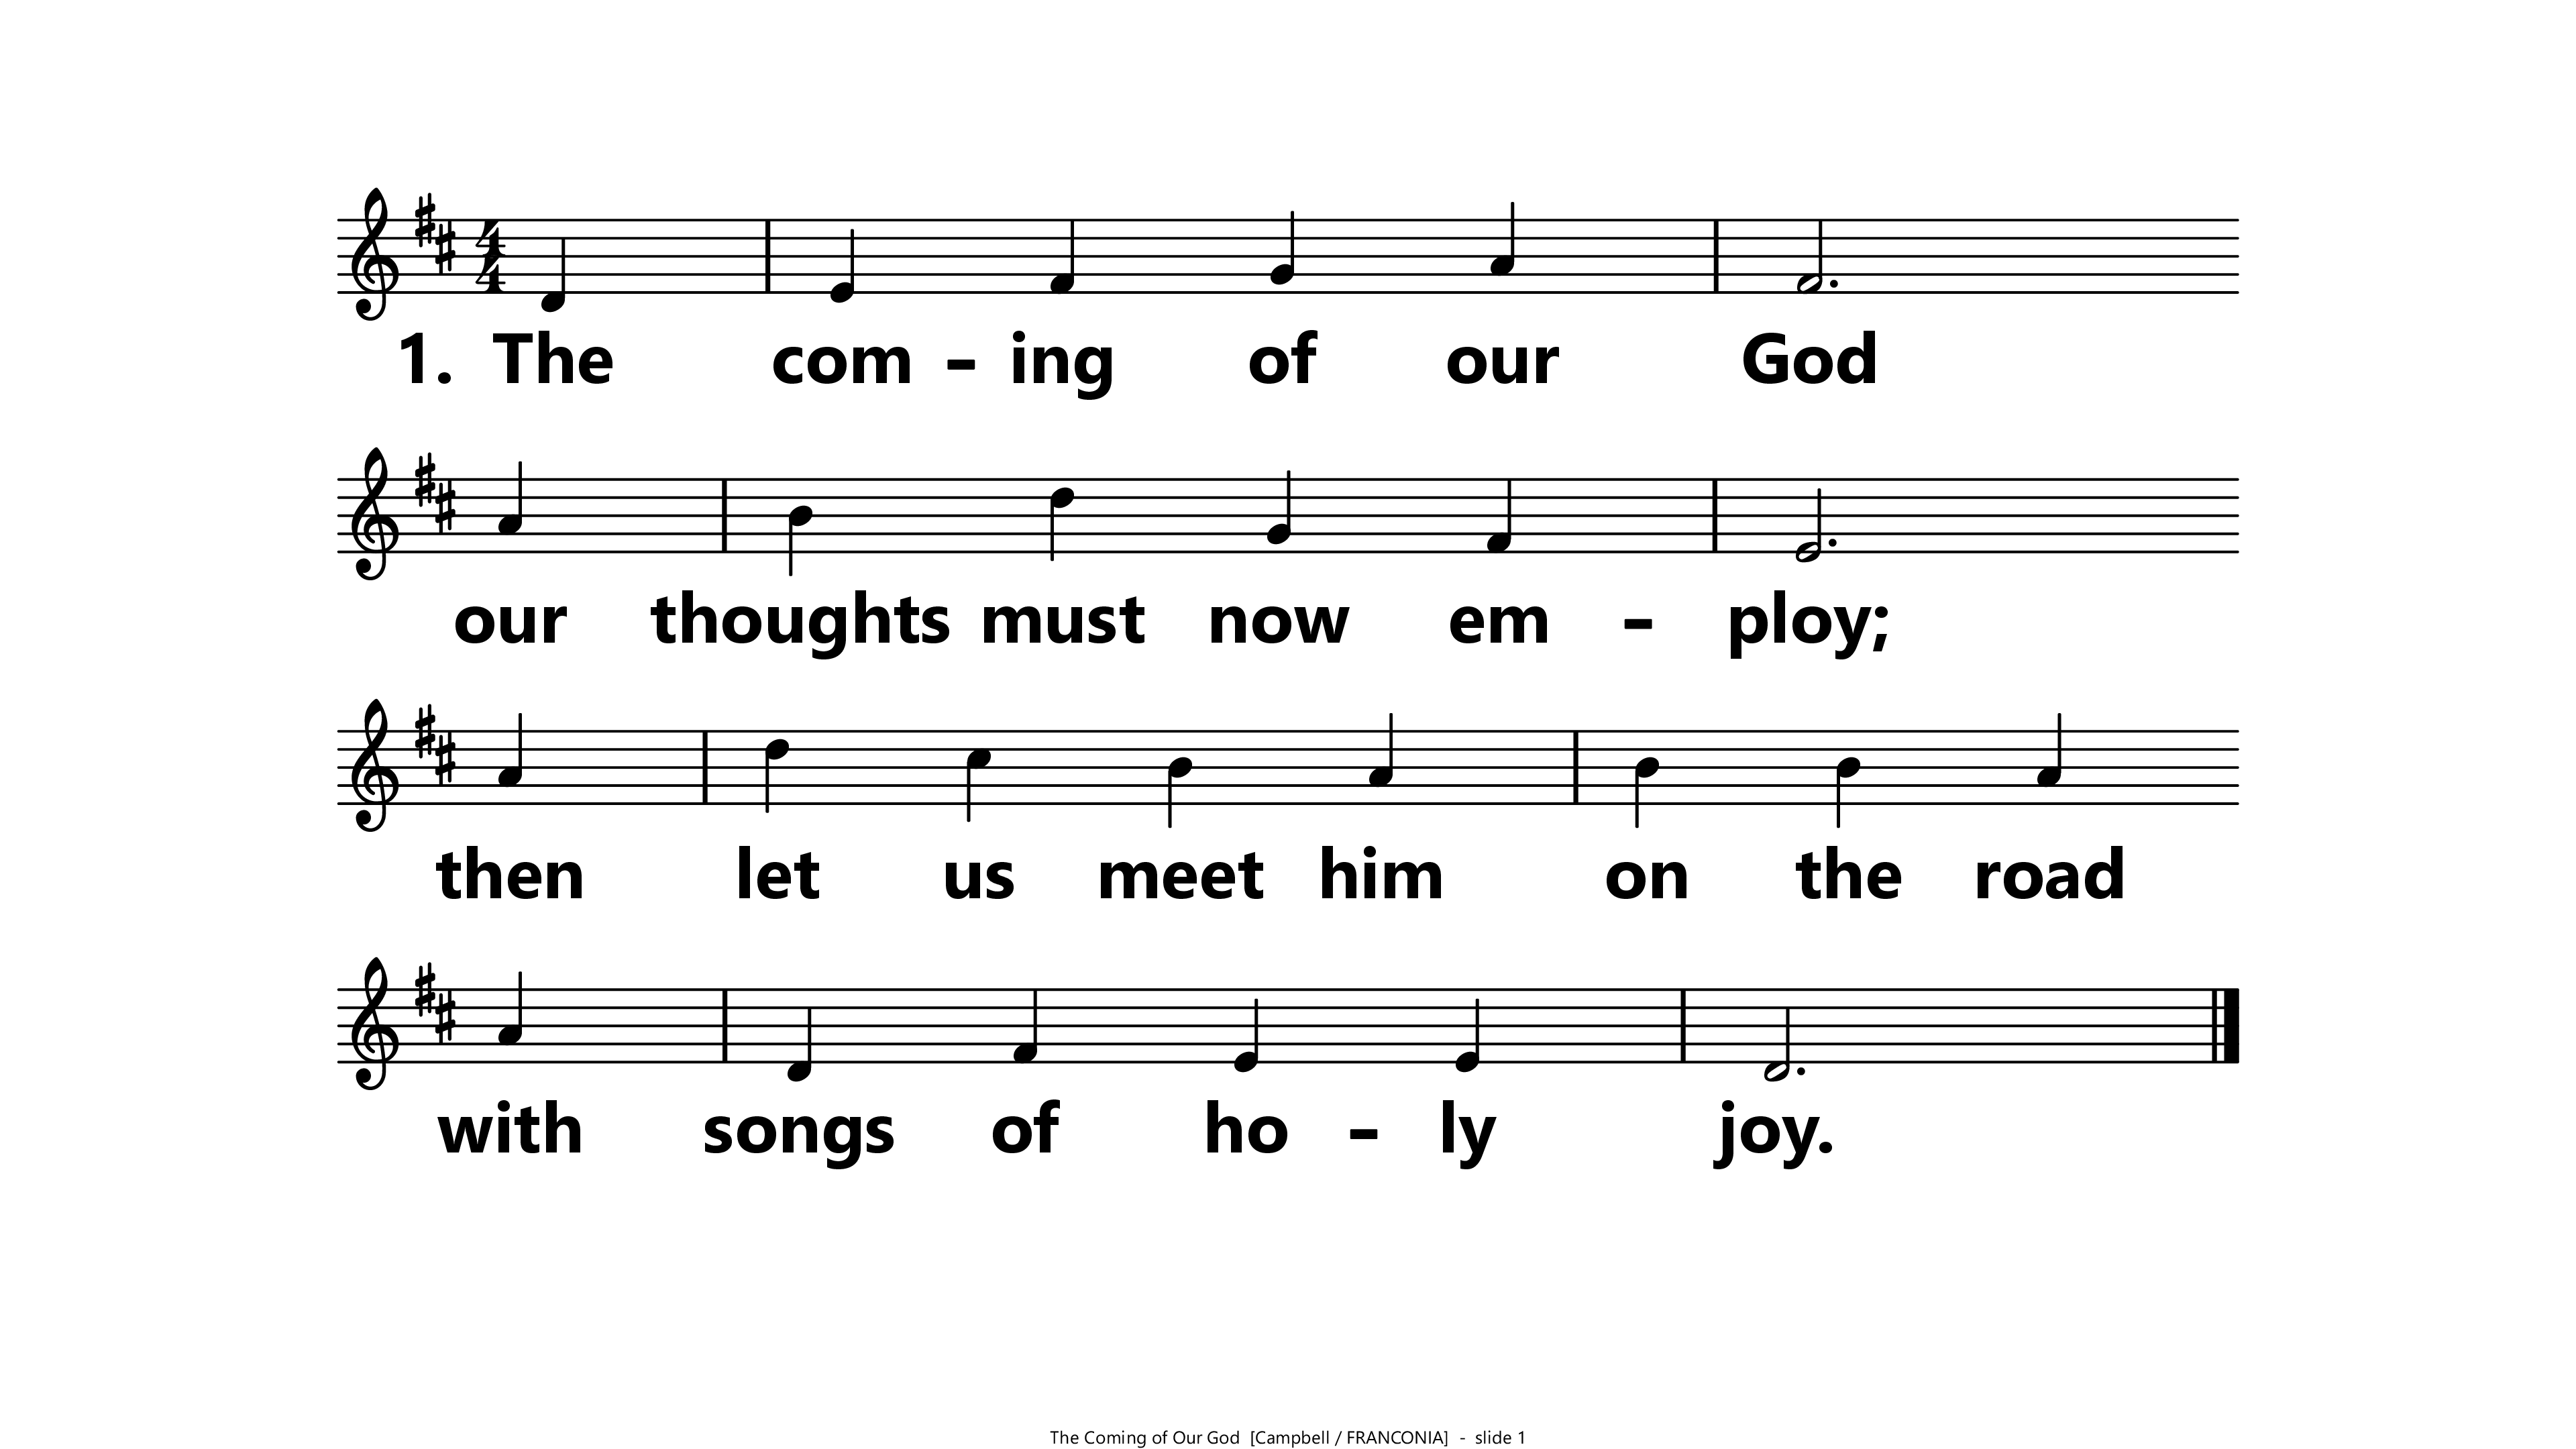 1. The com - ing of our God
our thoughts must now em - ploy;
then let us meet him on the road
with songs of ho - ly joy.
The Coming of Our God [Campbell / FRANCONIA] - slide 1